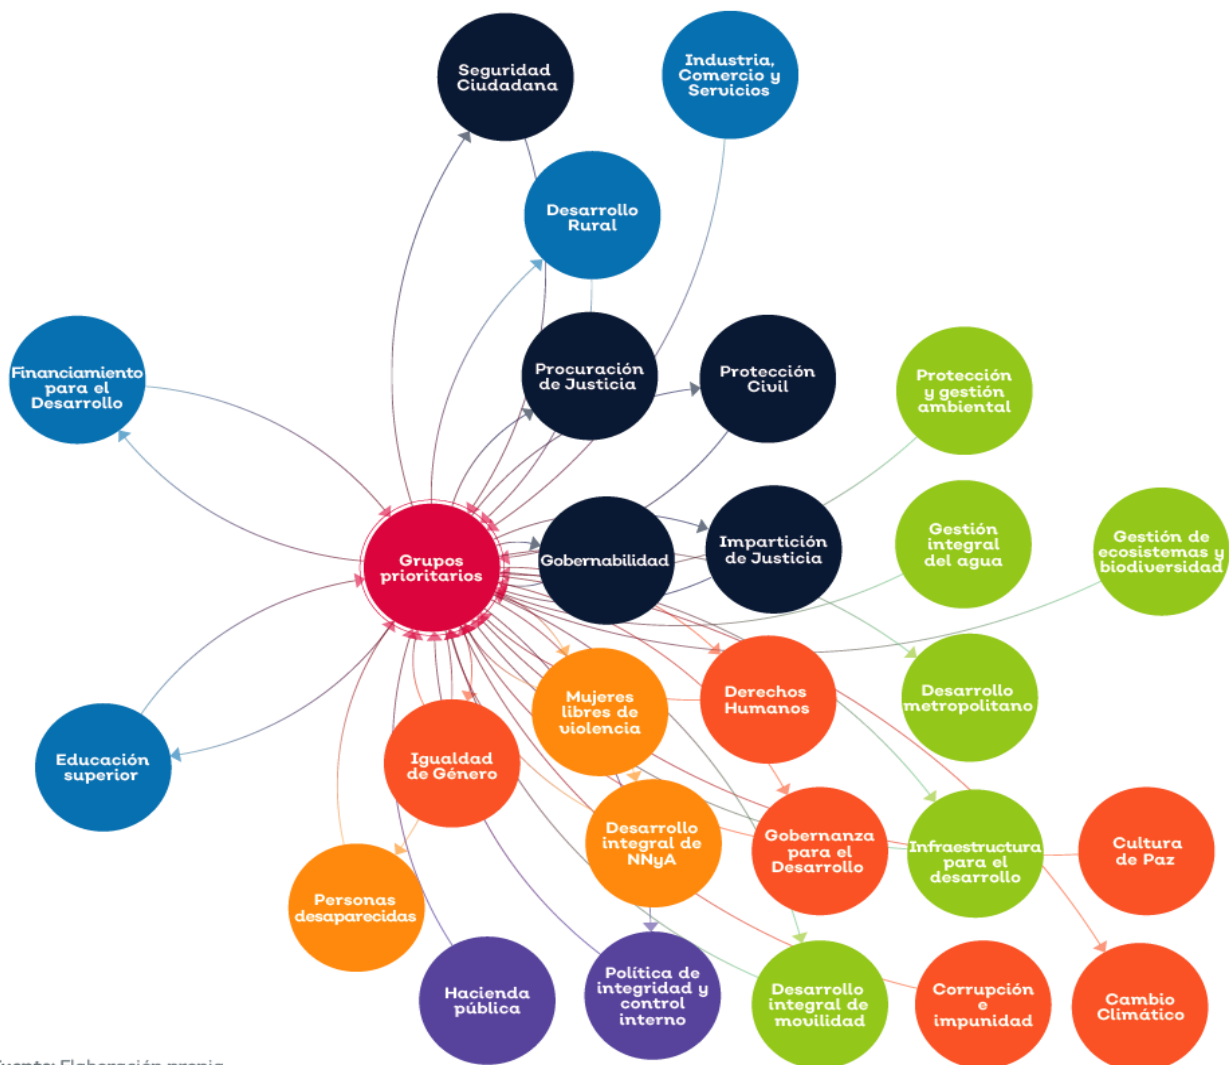 Seguridad
Ciudadana
Industria,
Comercio y
Servicios
Desarrollo
Rural
Financiamiento
para el
Desarrollo
Procuración
de Justicia
Protección
Civil
Protección
y gestión
ambiental
Grupos
prioritarios
Gobernabilidad
Impartición
de Justicia
Gestión
integral
del agua
Gestión de
ecosistemas y
biodiversidad
Mujeres
libres de
violencia
Derechos
Humanos
Desarrollo
metropolitano
Educación
superior
Igualdad
de Género
Desarrollo
integral de
NNyA
Gobernanza
para el
Desarrollo
Infraestructura
para el
desarrollo
Cultura
de Paz
Personas
desaparecidas
Hacienda
pública
Política de
integridad y
control
interno
Desarrollo
integral de
movilidad
Corrupción
e
impunidad
Cambio
Climático
Fuente: Elaboración propia